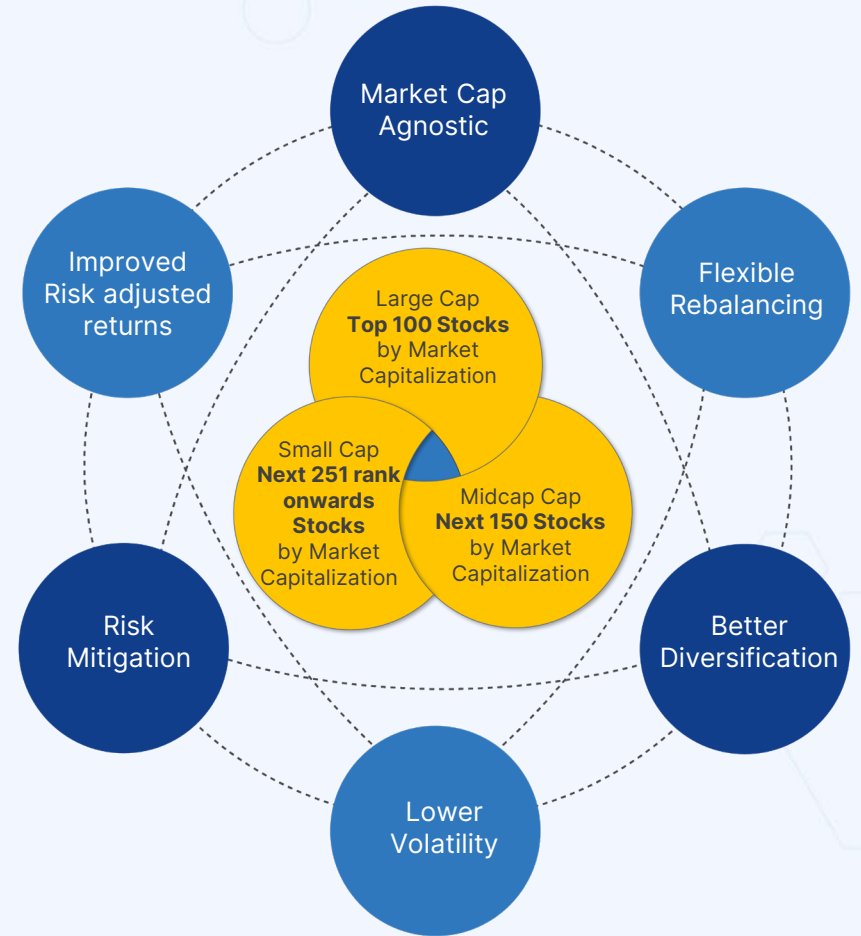 Market Cap
Agnostic
Improved
Risk adjusted
returns
Flexible
Rebalancing
Large Cap
Top 100 Stocks
by Market
Capitalization
Small Cap
Next 251 rank
onwards
Stocks
by Market
Capitalization
Midcap Cap
Next 150 Stocks
by Market
Capitalization
Risk
Mitigation
Better
Diversification
Lower
Volatility